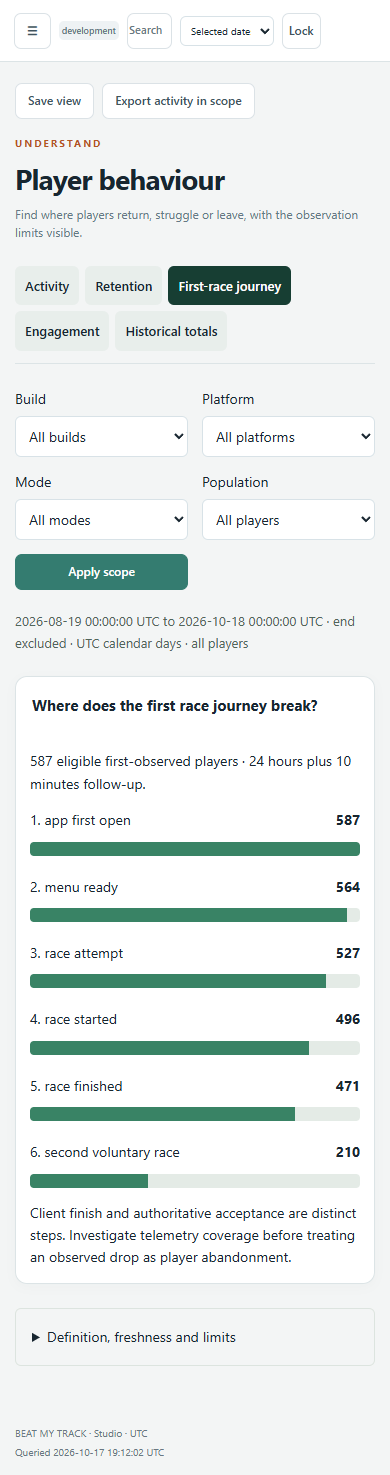 ☰ development Search Selected date Lock
Save view Export activity in scope
UNDERSTAND
Player behaviour
Find where players return, struggle or leave, with the observation
limits visible.
Activity Retention First-race journey
Engagement Historical totals
Build Platform
All builds All platforms
Mode Population
All modes All players
Apply scope
2026-08-19 00:00:00 UTC to 2026-10-18 00:00:00 UTC · end
excluded · UTC calendar days · all players
Where does the first race journey break?
587 eligible first-observed players · 24 hours plus 10
minutes follow-up.
1. app first open 587
2. menu ready 564
3. race attempt 527
4. race started 496
5. race finished 471
6. second voluntary race 210
Client finish and authoritative acceptance are distinct
steps. Investigate telemetry coverage before treating
an observed drop as player abandonment.
▶ Definition, freshness and limits
BEAT MY TRACK · Studio · UTC
Queried 2026-10-17 19:12:02 UTC